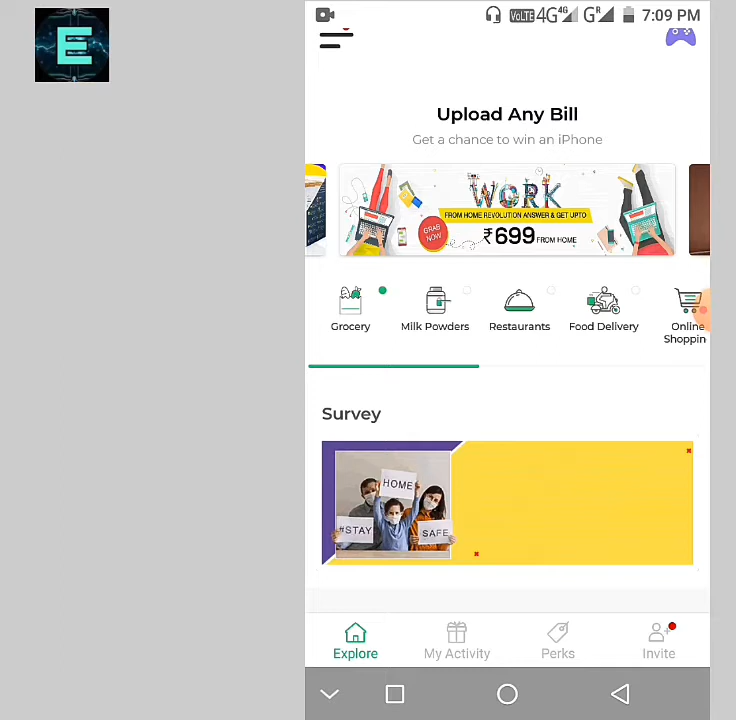 E
VoLTE 4G 4G G R 7:09 PM
Upload Any Bill
Get a chance to win an iPhone
WORK
FROM HOME REVOLUTION ANSWER & GET UPTO
GRAB NOW
₹699 FROM HOME
Grocery
Milk Powders
Restaurants
Food Delivery
Online
Shoppin
Survey
HOME
#STAY
SAFE
Explore
My Activity
Perks
Invite